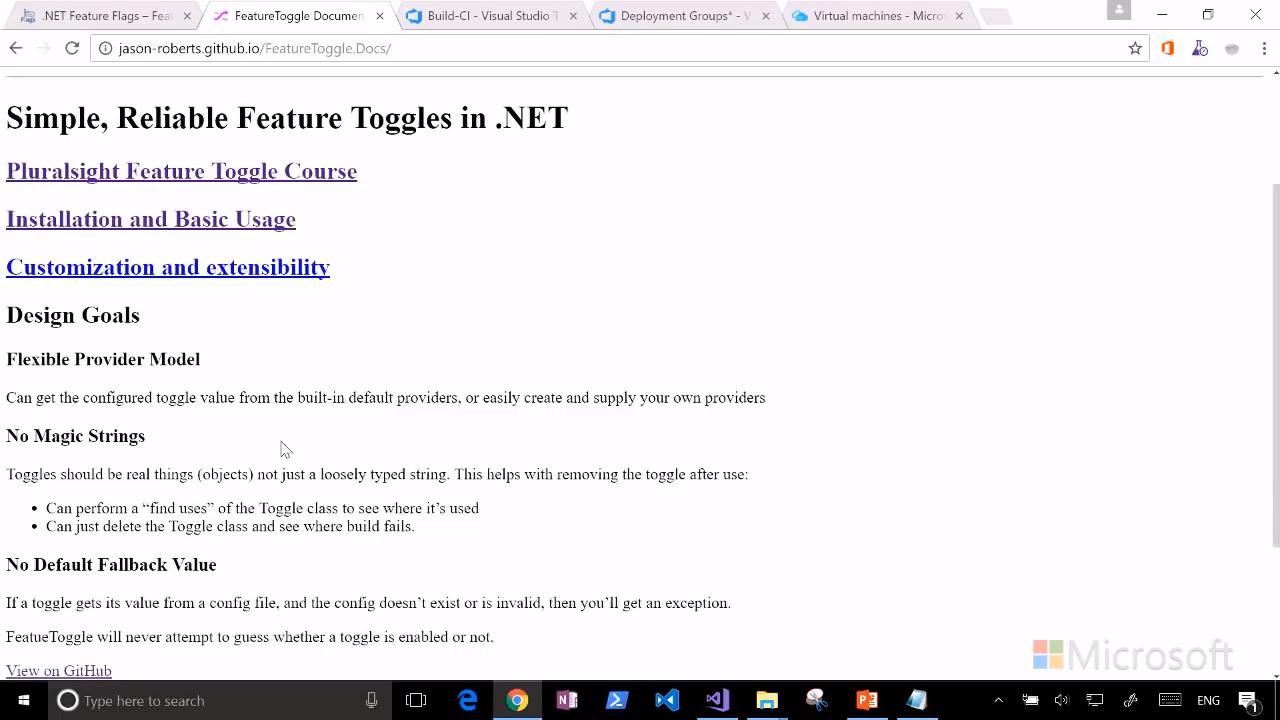 .NET Feature Flags – Feature
FeatureToggle Documen
Build-CI - Visual Studio T
Deployment Groups* - V
Virtual machines - Micro
jason-roberts.github.io/FeatureToggle.Docs/
Simple, Reliable Feature Toggles in .NET
Pluralsight Feature Toggle Course
Installation and Basic Usage
Customization and extensibility
Design Goals
Flexible Provider Model
Can get the configured toggle value from the built-in default providers, or easily create and supply your own providers
No Magic Strings
Toggles should be real things (objects) not just a loosely typed string. This helps with removing the toggle after use:
• Can perform a “find uses” of the Toggle class to see where it’s used
• Can just delete the Toggle class and see where build fails.
No Default Fallback Value
If a toggle gets its value from a config file, and the config doesn’t exist or is invalid, then you’ll get an exception.
FeatueToggle will never attempt to guess whether a toggle is enabled or not.
View on GitHub
Microsoft
Type here to search
ENG
1